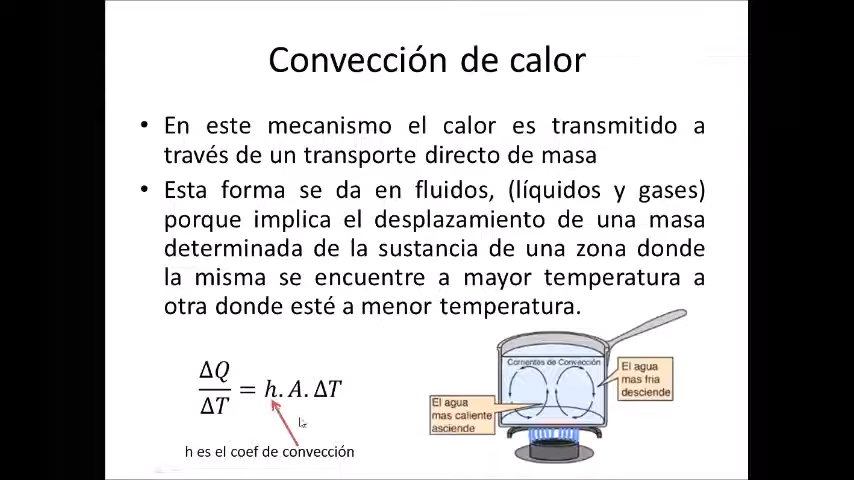 Convección de calor
• En este mecanismo el calor es transmitido a
través de un transporte directo de masa
• Esta forma se da en fluidos, (líquidos y gases)
porque implica el desplazamiento de una masa
determinada de la sustancia de una zona donde
la misma se encuentre a mayor temperatura a
otra donde esté a menor temperatura.
ΔQ
ΔT
= h. A. ΔT
h es el coef de convección
Corrientes de Convección
El agua
mas fria
desciende
El agua
mas caliente
asciende